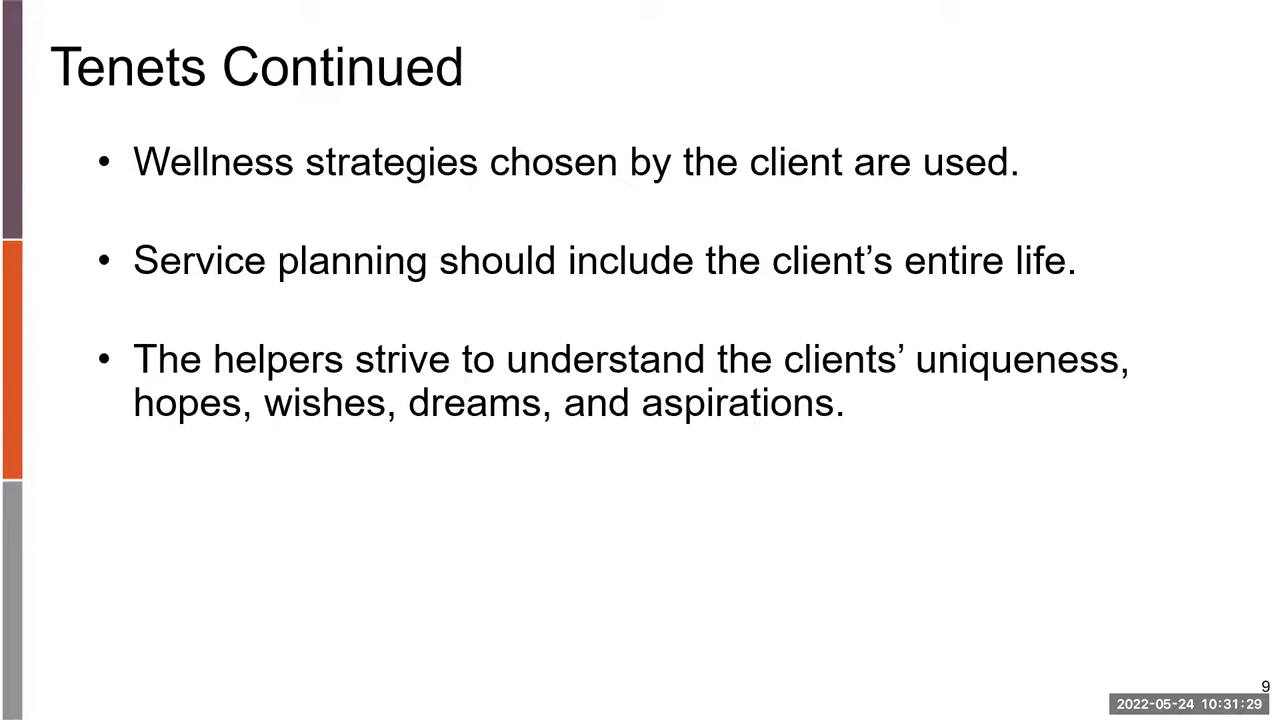 Tenets Continued
• Wellness strategies chosen by the client are used.
• Service planning should include the client’s entire life.
• The helpers strive to understand the clients’ uniqueness,
hopes, wishes, dreams, and aspirations.
9
2022-05-24 10:31:29